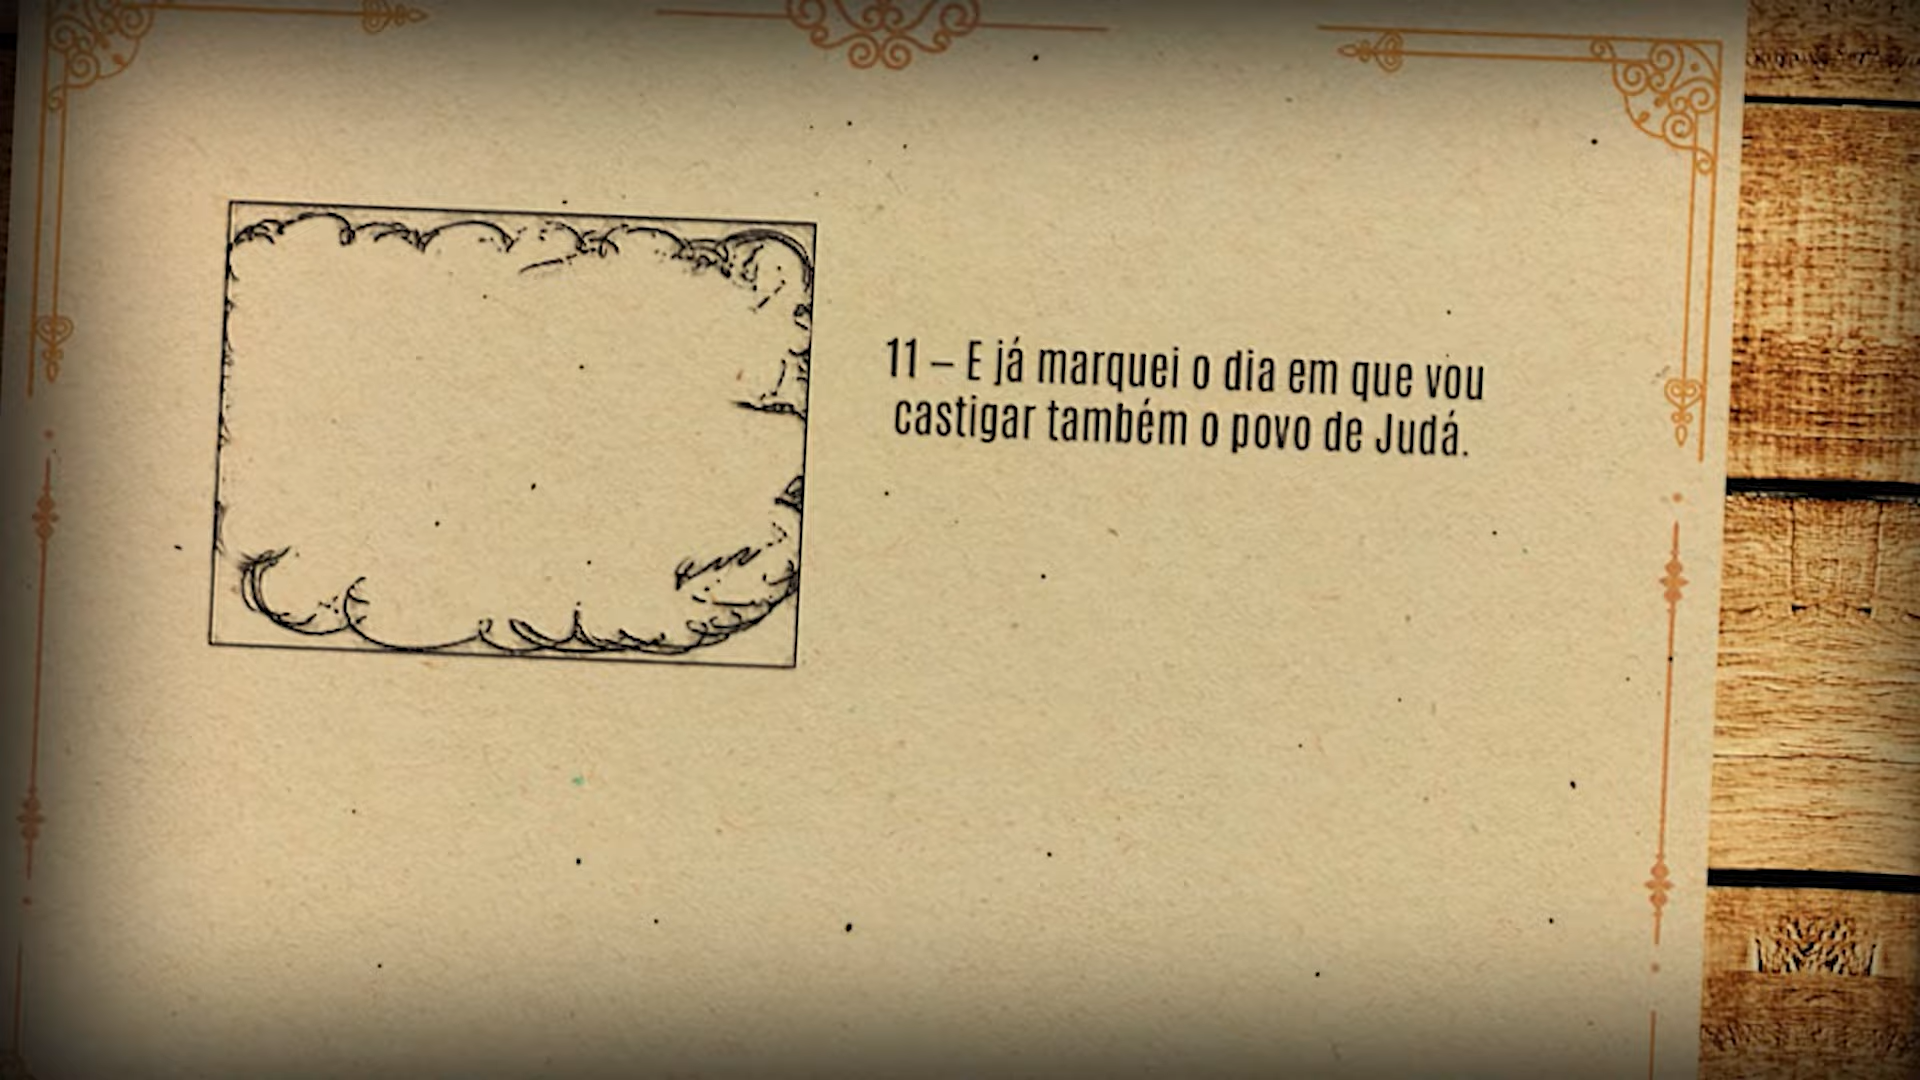 11 – E já marquei o dia em que vou
castigar também o povo de Judá.